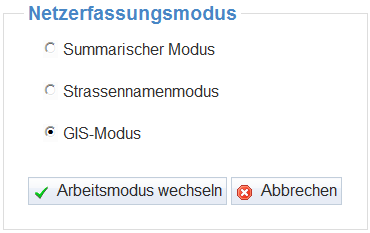 Netzerfassungsmodus
Summarischer Modus
Strassennamenmodus
GIS-Modus
Arbeitsmodus wechseln Abbrechen